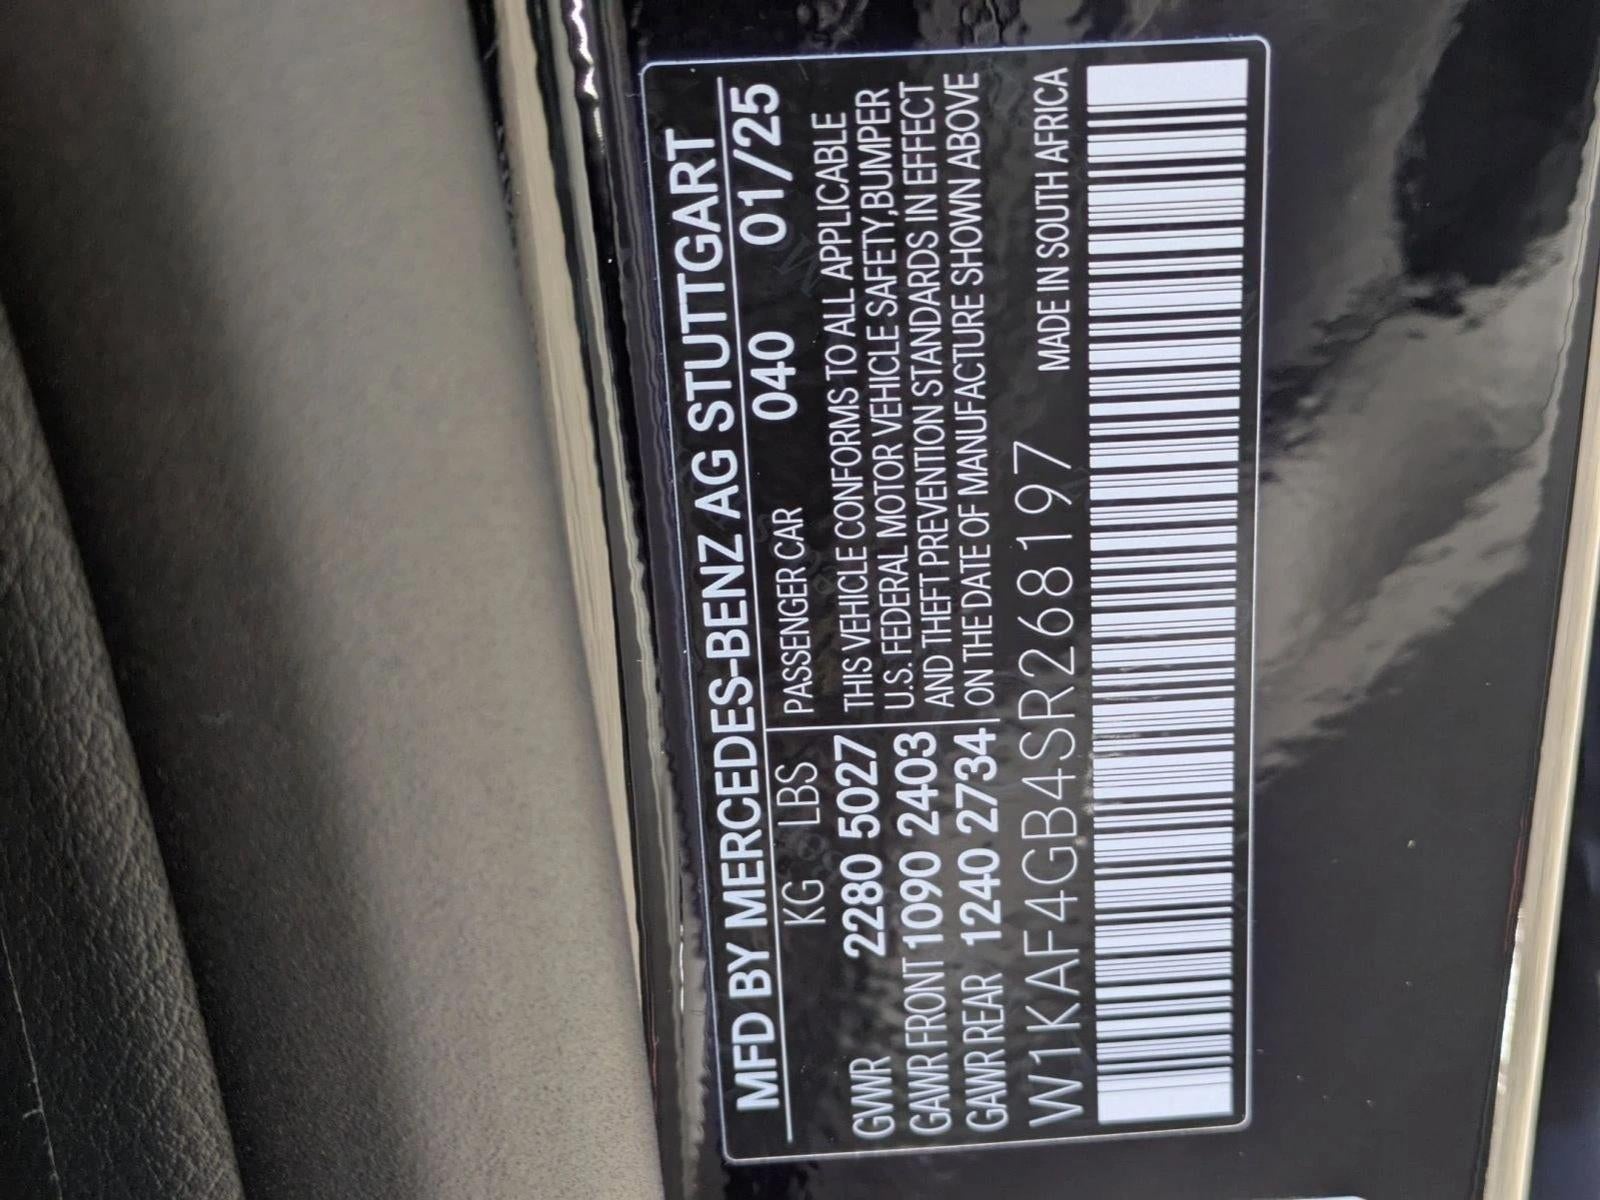 MFD BY MERCEDES-BENZ AG STUTTGART
KG LBS PASSENGER CAR 040 01/25
GWWR 2280 5027
GAWR FRONT 1090 2403
GAWR REAR 1240 2734
THIS VEHICLE CONFORMS TO ALL APPLICABLE
U.S. FEDERAL MOTOR VEHICLE SAFETY,BUMPER
AND THEFT PREVENTION STANDARDS IN EFFECT
ON THE DATE OF MANUFACTURE SHOWN ABOVE
W1KAF4GB4SR268197 MADE IN SOUTH AFRICA